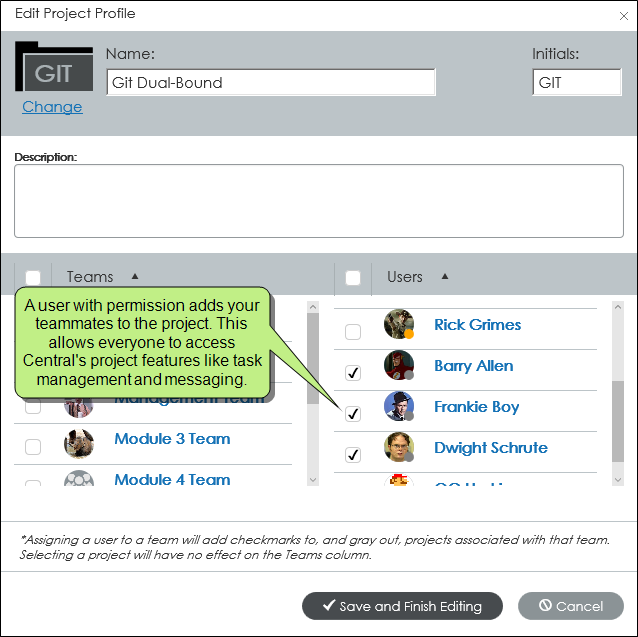 Edit Project Profile
GIT
Change
Name:
Git Dual-Bound
Initials:
GIT
Description:
Teams
Users
A user with permission adds your
teammates to the project. This
allows everyone to access
Central's project features like task
management and messaging.
Management Team
Module 3 Team
Module 4 Team
Rick Grimes
Barry Allen
Frankie Boy
Dwight Schrute
*Assigning a user to a team will add checkmarks to, and gray out, projects associated with that team.
Selecting a project will have no effect on the Teams column.
Save and Finish Editing
Cancel